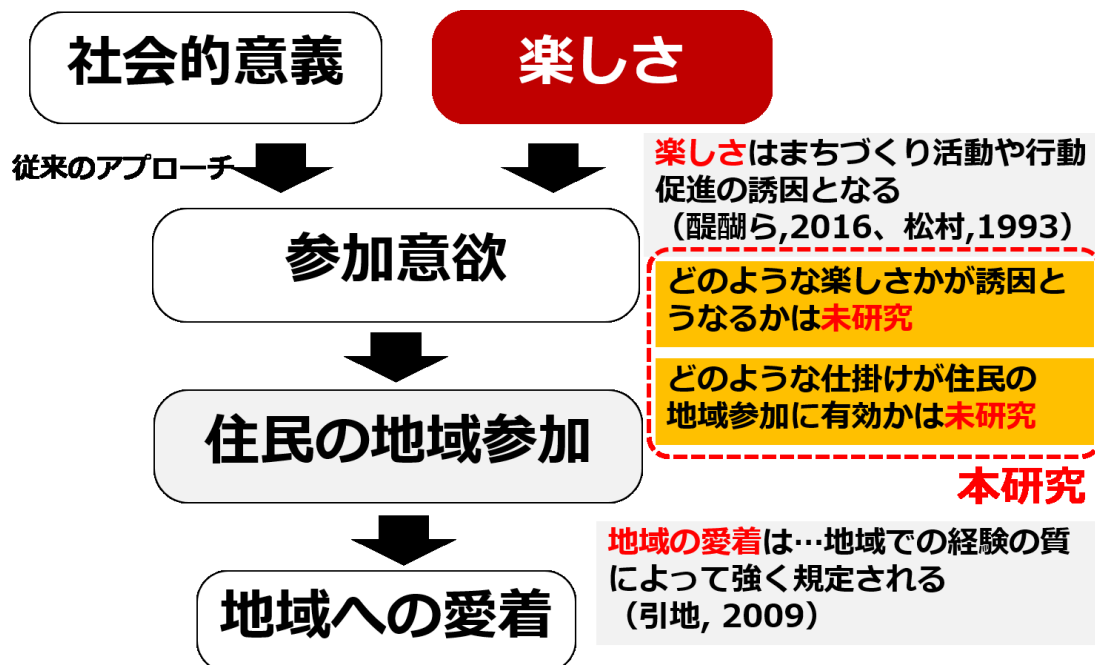 社会的意義
楽しさ
従来のアプローチ
楽しさはまちづくり活動や行動
促進の誘因となる
（醍醐ら,2016、松村,1993）
参加意欲
どのような楽しさかが誘因と
うなるかは未研究
どのような仕掛けが住民の
地域参加に有効かは未研究
住民の地域参加
本研究
地域の愛着は…地域での経験の質
によって強く規定される
（引地, 2009）
地域への愛着